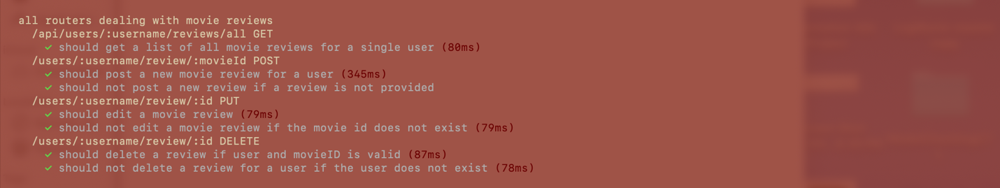 all routers dealing with movie reviews
/api/users/:username/reviews/all GET
✓ should get a list of all movie reviews for a single user (80ms)
/users/:username/review/:movieId POST
✓ should post a new movie review for a user (345ms)
✓ should not post a new review if a review is not provided
/users/:username/review/:id PUT
✓ should edit a movie review (79ms)
✓ should not edit a movie review if the movie id does not exist (79ms)
/users/:username/review/:id DELETE
✓ should delete a review if user and movieID is valid (87ms)
✓ should not delete a review for a user if the user does not exist (78ms)